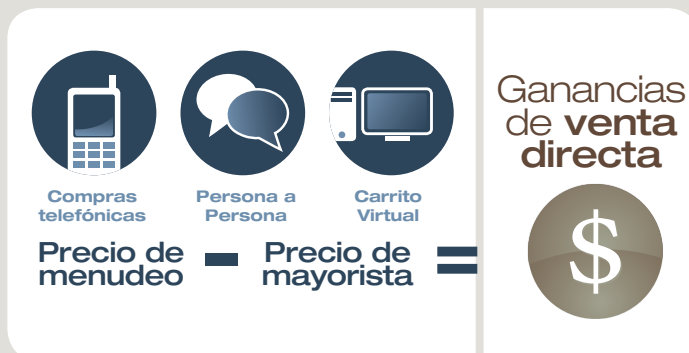 Compras
telefónicas
Persona a
Persona
Carrito
Virtual
Precio de
menudeo
–
Precio de
mayorista
=
Ganancias
de venta
directa
$